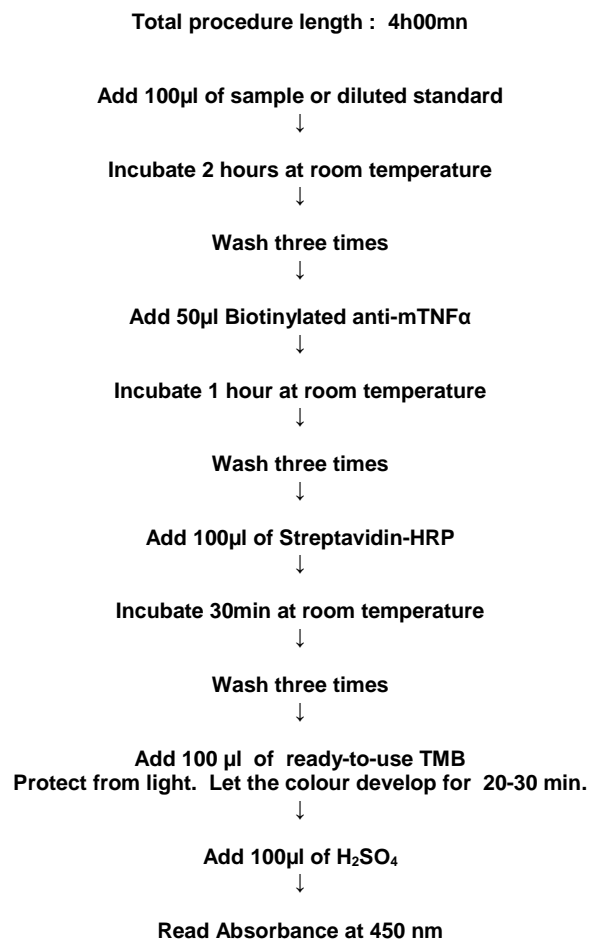 Total procedure length : 4h00mn
Add 100µl of sample or diluted standard
↓
Incubate 2 hours at room temperature
↓
Wash three times
↓
Add 50µl Biotinylated anti-mTNFα
↓
Incubate 1 hour at room temperature
↓
Wash three times
↓
Add 100µl of Streptavidin-HRP
↓
Incubate 30min at room temperature
↓
Wash three times
↓
Add 100 µl of ready-to-use TMB
Protect from light. Let the colour develop for 20-30 min.
↓
Add 100µl of H₂SO₄
↓
Read Absorbance at 450 nm